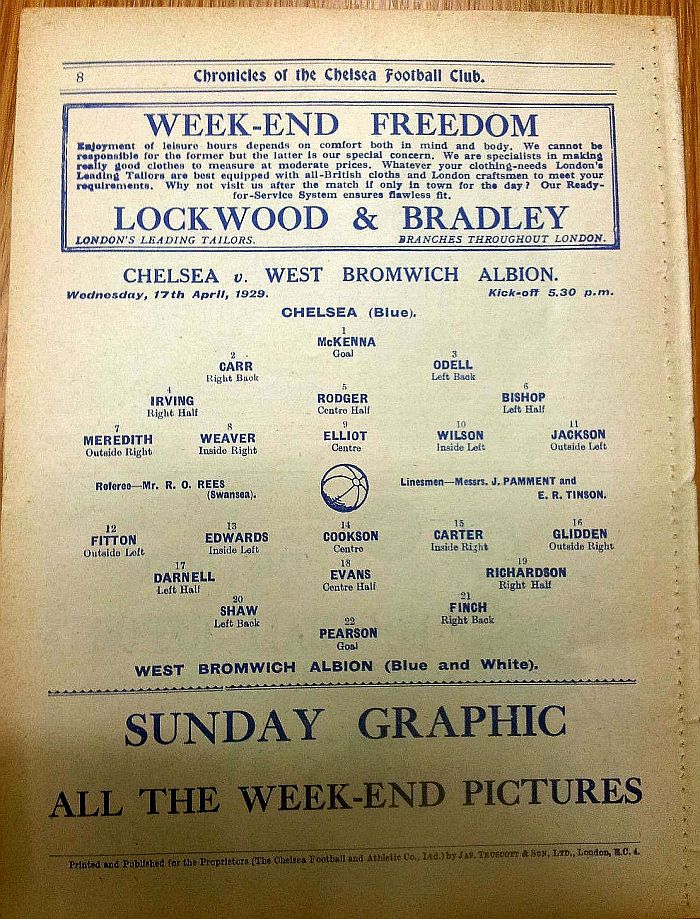 8 Chronicles of the Chelsea Football Club.
WEEK-END FREEDOM
Enjoyment of leisure hours depends on comfort both in mind and body. We cannot be
responsible for the former but the latter is our special concern. We are specialists in making
really good clothes to measure at moderate prices. Whatever your clothing-needs London's
Leading Tailors are best equipped with all-British cloths and London craftsmen to meet your
requirements. Why not visit us after the match if only in town for the day? Our Ready-
for-Service System ensures flawless fit.
LOCKWOOD & BRADLEY
LONDON'S LEADING TAILORS. BRANCHES THROUGHOUT LONDON.
CHELSEA v. WEST BROMWICH ALBION.
Wednesday, 17th April, 1929. Kick-off 5.30 p.m.
CHELSEA (Blue).
1
McKENNA
Goal
2 3
CARR ODELL
Right Back Left Back
4 5 6
IRVING RODGER BISHOP
Right Half Centre Half Left Half
7 8 9 10 11
MEREDITH WEAVER ELLIOT WILSON JACKSON
Outside Right Inside Right Centre Inside Left Outside Left
Referee—Mr. R. O. REES Linesmen—Messrs. J. PAMMENT and
(Swansea). E. R. TINSON.
12 13 14 15 16
FITTON EDWARDS COOKSON CARTER GLIDDEN
Outside Left Inside Left Centre Inside Right Outside Right
17 18 19
DARNELL EVANS RICHARDSON
Left Half Centre Half Right Half
20 21
SHAW FINCH
Left Back Right Back
22
PEARSON
Goal
WEST BROMWICH ALBION (Blue and White).
SUNDAY GRAPHIC
ALL THE WEEK-END PICTURES
Printed and Published for the Proprietors (The Chelsea Football and Athletic Co., Ltd.) by JAS. TRUSCOTT & SON, LTD., London, E.C. 4.